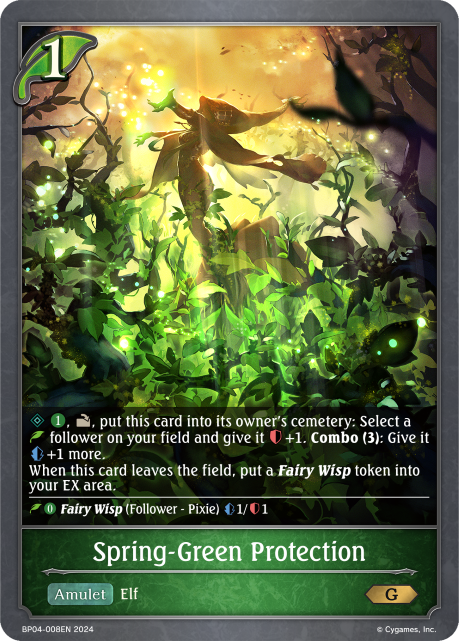 1
1, , put this card into its owner's cemetery: Select a
follower on your field and give it +1. Combo (3): Give it
+1 more.
When this card leaves the field, put a Fairy Wisp token into
your EX area.
0 Fairy Wisp (Follower - Pixie) 1/1
Spring-Green Protection
Amulet Elf
G
BP04-008EN 2024
© Cygames, Inc.